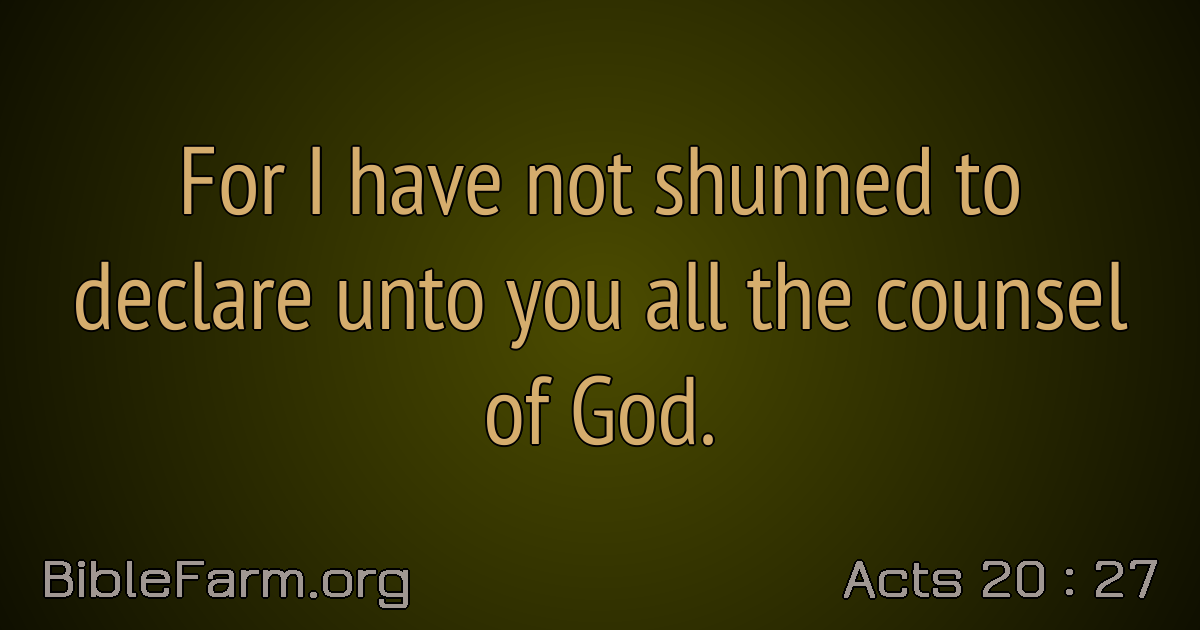 For I have not shunned to
declare unto you all the counsel
of God.
BibleFarm.org
Acts 20 : 27